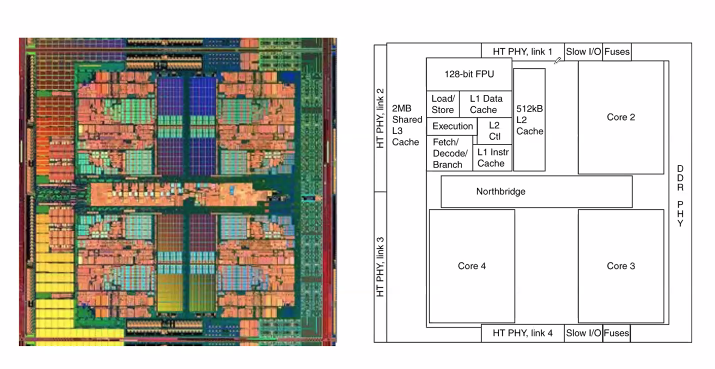 HT PHY, link 1
Slow I/O
Fuses
HT PHY, link 2
2MB
Shared
L3
Cache
128-bit FPU
Load/
Store
L1 Data
Cache
Execution
L2
Ctl
Fetch/
Decode/
Branch
L1 Instr
Cache
512kB
L2
Cache
Core 2
Northbridge
DDR PHY
HT PHY, link 3
Core 4
Core 3
HT PHY, link 4
Slow I/O
Fuses